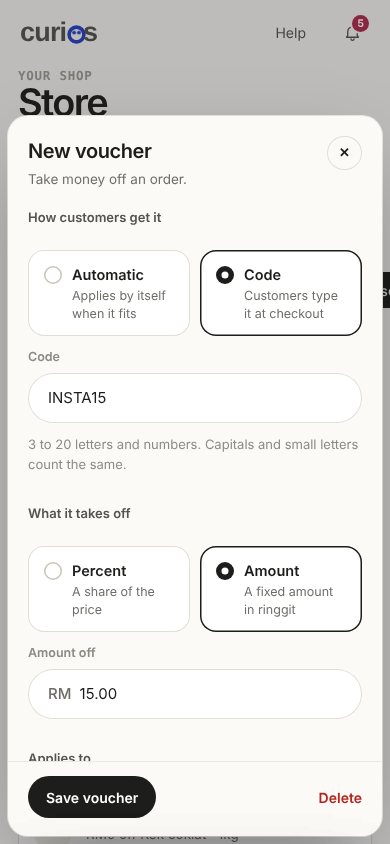 curios
Help
5
YOUR SHOP
Store
New voucher
Take money off an order.
How customers get it
Automatic
Applies by itself
when it fits
Code
Customers type
it at checkout
Code
INSTA15
3 to 20 letters and numbers. Capitals and small letters
count the same.
What it takes off
Percent
A share of the
price
Amount
A fixed amount
in ringgit
Amount off
RM 15.00
Applies to
Save voucher
Delete